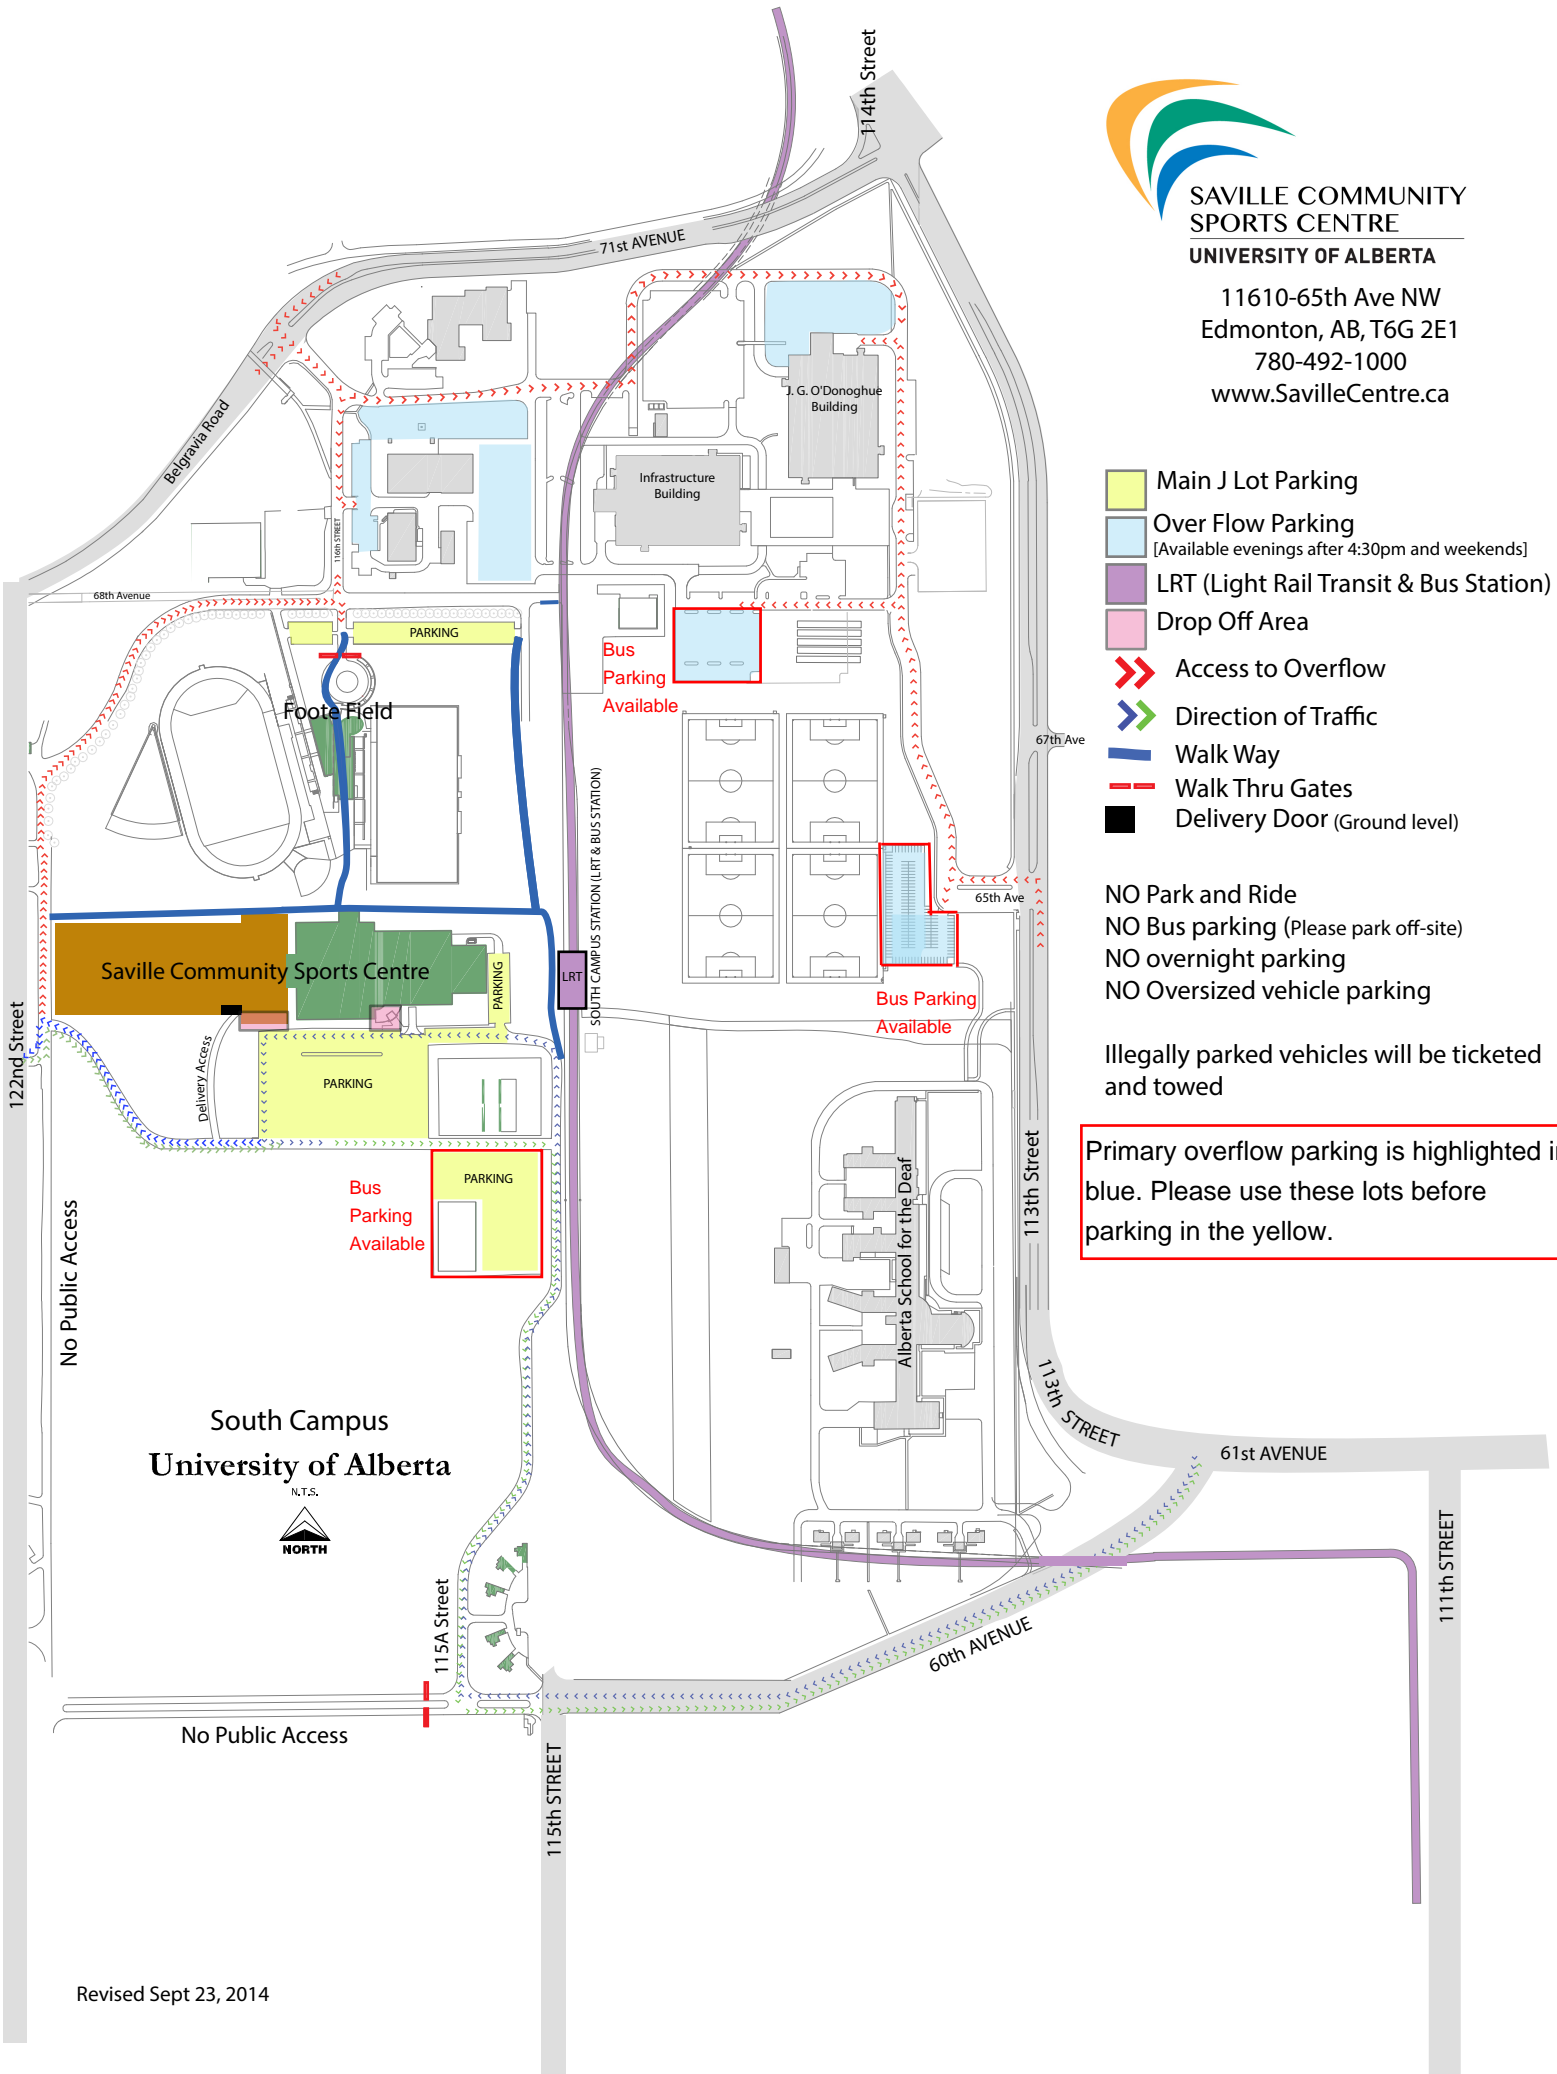 114th Street
SAVILLE COMMUNITY
SPORTS CENTRE
UNIVERSITY OF ALBERTA
11610-65th Ave NW
Edmonton, AB, T6G 2E1
780-492-1000
www.SavilleCentre.ca
71st AVENUE
Belgravia Road
J. G. O'Donoghue
Building
Infrastructure
Building
116th STREET
68th Avenue
Main J Lot Parking
Over Flow Parking
[Available evenings after 4:30pm and weekends]
LRT (Light Rail Transit & Bus Station)
Drop Off Area
Access to Overflow
Direction of Traffic
Walk Way
Walk Thru Gates
Delivery Door (Ground level)
PARKING
Bus
Parking
Available
Foote Field
67th Ave
65th Ave
SOUTH CAMPUS STATION (LRT & BUS STATION)
NO Park and Ride
NO Bus parking (Please park off-site)
NO overnight parking
NO Oversized vehicle parking
Illegally parked vehicles will be ticketed
and towed
Saville Community Sports Centre
PARKING
LRT
Bus Parking
Available
122nd Street
Delivery Access
PARKING
Primary overflow parking is highlighted i
blue. Please use these lots before
parking in the yellow.
PARKING
Bus
Parking
Available
No Public Access
Alberta School for the Deaf
113th Street
113th STREET
61st AVENUE
South Campus
University of Alberta
N.T.S.
NORTH
111th STREET
115A Street
60th AVENUE
No Public Access
115th STREET
Revised Sept 23, 2014